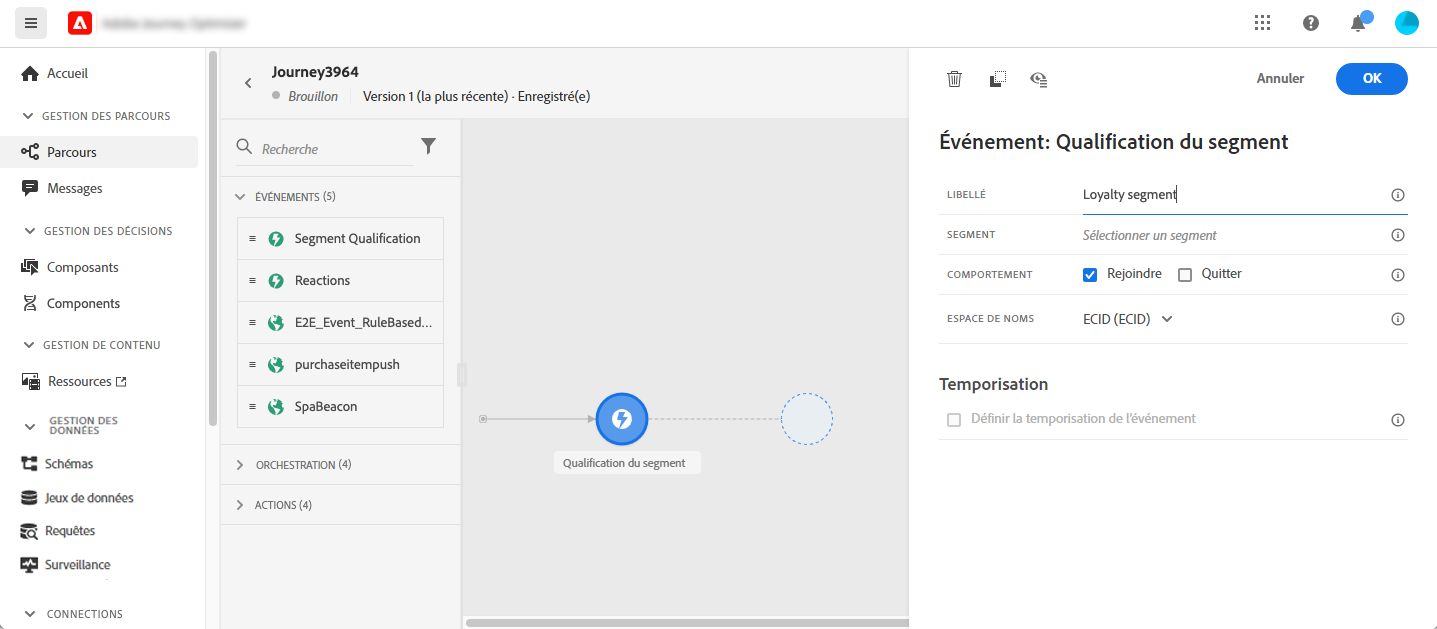 Accueil
GESTION DES PARCOURS
Parcours
Messages
GESTION DES DÉCISIONS
Composants
Components
GESTION DE CONTENU
Ressources
GESTION DES
DONNÉES
Schémas
Jeux de données
Requêtes
Surveillance
CONNECTIONS
Journey3964
Brouillon
Version 1 (la plus récente) · Enregistré(e)
Recherche
ÉVÉNEMENTS (5)
Segment Qualification
Reactions
E2E_Event_RuleBased...
purchaseitempush
SpaBeacon
ORCHESTRATION (4)
ACTIONS (4)
Qualification du segment
Annuler
OK
Événement: Qualification du segment
LIBELLÉ
Loyalty segment
SEGMENT
Sélectionner un segment
COMPORTEMENT
Rejoindre
Quitter
ESPACE DE NOMS
ECID (ECID)
Temporisation
Définir la temporisation de l'événement